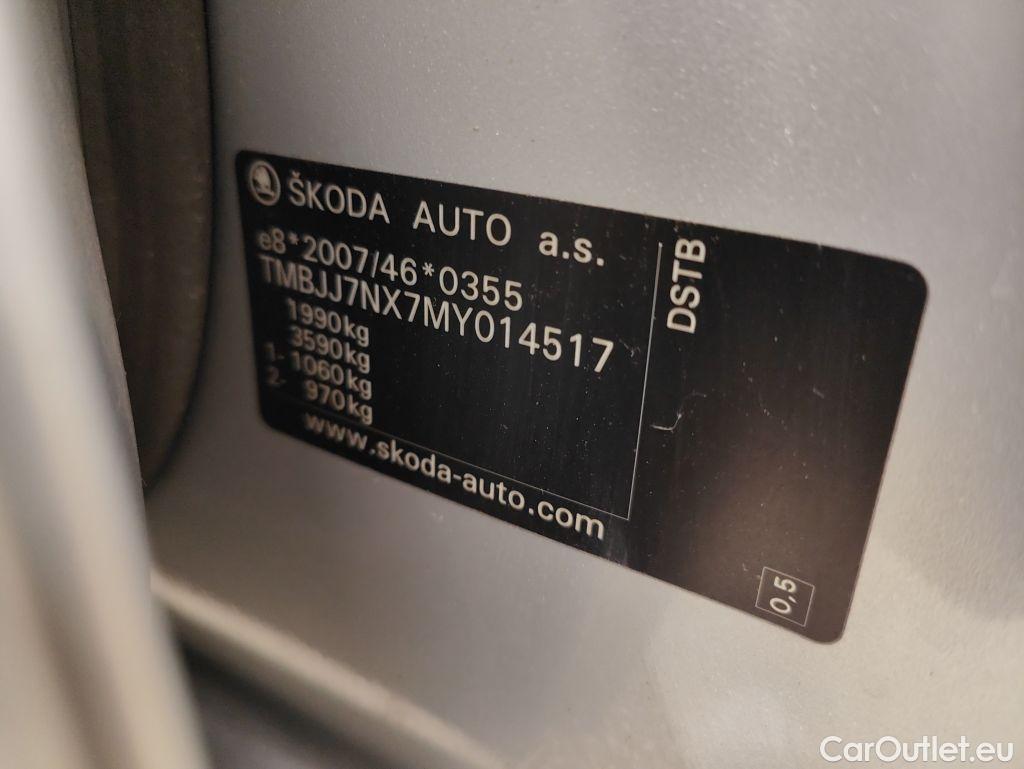 ŠKODA AUTO a.s.
e8*2007/46*0355
TMBJJ7NX7MY014517
1990kg
3590kg
1- 1060kg
2- 970kg
www.skoda-auto.com
DSTB
0,5
CarOutlet.eu